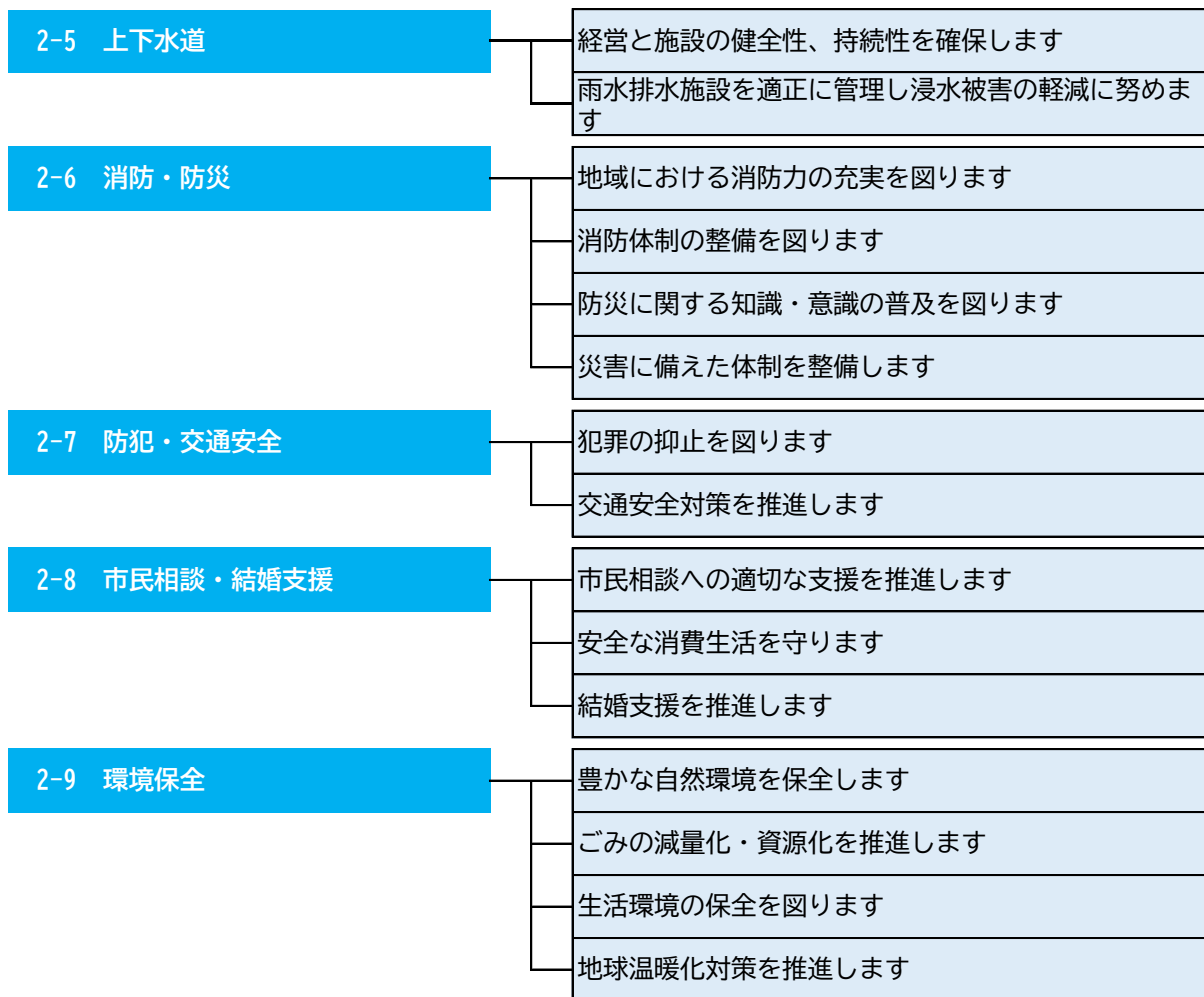 2-5 上下水道
経営と施設の健全性、持続性を確保します
雨水排水施設を適正に管理し浸水被害の軽減に努めま
す
2-6 消防・防災
地域における消防力の充実を図ります
消防体制の整備を図ります
防災に関する知識・意識の普及を図ります
災害に備えた体制を整備します
2-7 防犯・交通安全
犯罪の抑止を図ります
交通安全対策を推進します
2-8 市民相談・結婚支援
市民相談への適切な支援を推進します
安全な消費生活を守ります
結婚支援を推進します
2-9 環境保全
豊かな自然環境を保全します
ごみの減量化・資源化を推進します
生活環境の保全を図ります
地球温暖化対策を推進します